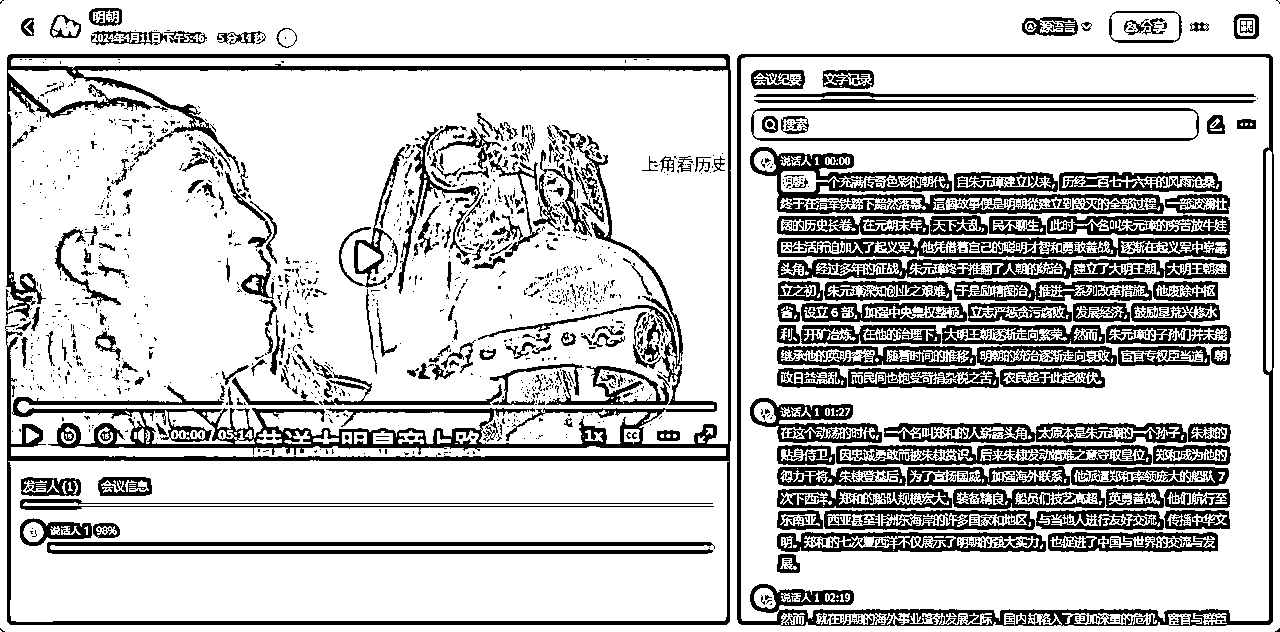 明朝
2024年4月11日 下午5:46 5分14秒
源语言
分享
上角看历史
00:00 / 05:14
1x
发言人(1) 会议信息
说话人 1 98%
会议纪要 文字记录
搜索
说话人 1 00:00
明朝,一个充满传奇色彩的朝代,自朱元璋建立以来,历经二百七十六年的风雨沧桑,
终于在清军铁蹄下黯然落幕。這個故事便是明朝從建立到毁灭的全部过程,一部波澜壮
阔的历史长卷。在元朝末年,天下大乱,民不聊生,此时一个名叫朱元璋的穷苦放牛娃
因生活所迫加入了起义军。他凭借着自己的聪明才智和勇敢善战,逐渐在起义军中崭露
头角。经过多年的征战,朱元璋终于推翻了人朝的统治,建立了大明王朝。大明王朝建
立之初,朱元璋深知创业之艰难,于是励精图治,推进一系列改革措施。他废除中枢
省,设立 6 部,加强中央集权整顿。立志严惩贪污腐败,发展经济,鼓励垦荒兴修水
利、开矿冶炼。在他的治理下,大明王朝逐渐走向繁荣。然而,朱元璋的子孙们并未能
继承他的英明睿智。随着时间的推移,明朝的统治逐渐走向衰败,宦官专权臣当道,朝
政日益混乱,而民间也饱受苛捐杂税之苦,农民起于此起彼伏。
说话人 1 01:27
在这个动荡的时代,一个名叫郑和的人崭露头角。太原本是朱元璋的一个孙子,朱棣的
贴身侍卫,因忠诚勇敢而被朱棣赏识。后来朱棣发动靖难之意夺取皇位,郑和成为他的
得力干将。朱棣登基后,为了宣扬国威,加强海外联系,他派遣郑和率领庞大的船队 7
次下西洋。郑和的船队规模宏大,装备精良,船员们技艺高超,英勇善战。他们航行至
东南亚、西亚甚至非洲东海岸的许多国家和地区,与当地人进行友好交流,传播中华文
明。郑和的七次夏西洋不仅展示了明朝的强大实力,也促进了中国与世界的交流与发
展。
说话人 1 02:19
然而,就在明朝的海外事业蓬勃发展之际,国内却陷入了更加深重的危机。宦官与群臣